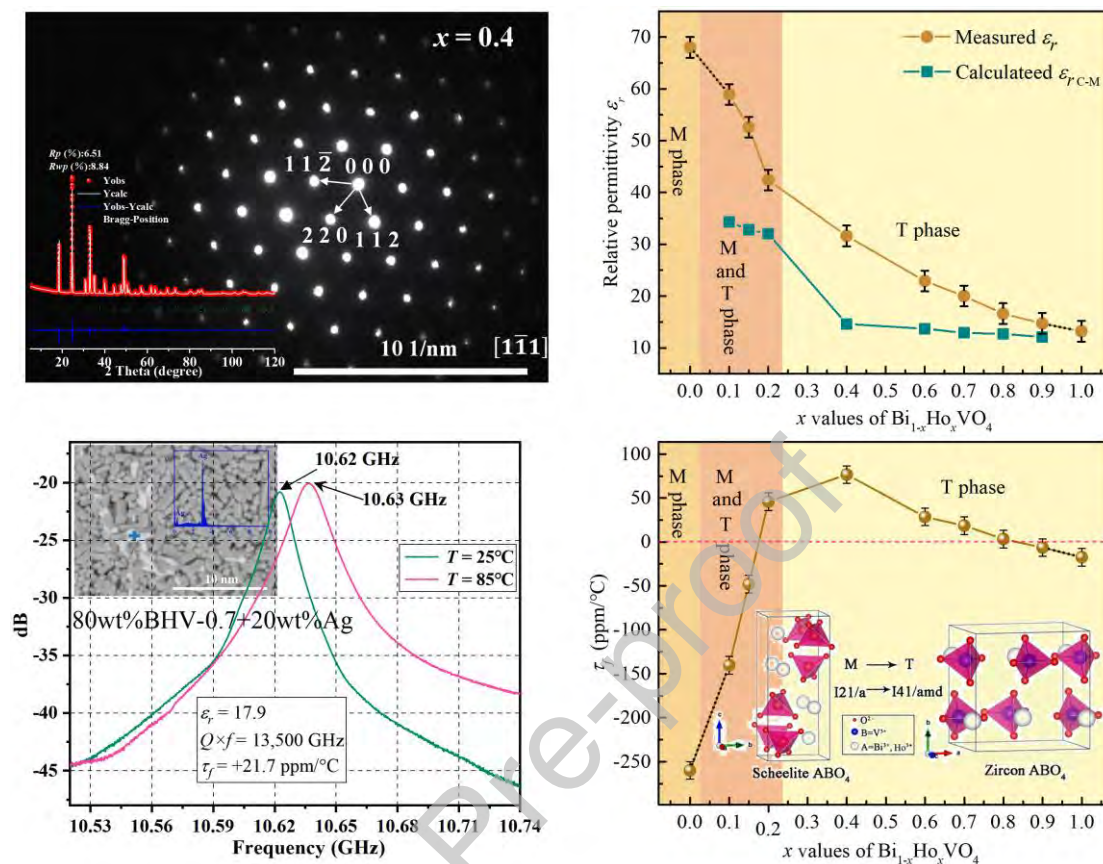 x = 0.4
Rp (%):6.51
Rwp (%):8.84
Yobs
Ycalc
Yobs-Ycalc
Bragg-Position
1 1 2̄
0 0 0
2 2 0
1 1 2
10 1/nm
[11̄1]
20 40 60 80 100 120
2 Theta (degree)
70
60
50
40
30
20
10
Relative permittivity εr
Measured εr
Calculateed εr C-M
M phase
M and T phase
T phase
0.0 0.1 0.2 0.3 0.4 0.5 0.6 0.7 0.8 0.9 1.0
x values of Bi1-xHoxVO4
-20
-25
-30
-35
-40
-45
dB
10.62 GHz
10.63 GHz
T = 25°C
T = 85°C
10 nm
80wt%BHV-0.7+20wt%Ag
εr = 17.9
Q×f = 13,500 GHz
τf = +21.7 ppm/°C
10.53 10.56 10.59 10.62 10.65 10.68 10.71 10.74
Frequency (GHz)
100
75
50
25
0
-25
-50
-75
-100
-125
-150
-175
-200
-225
-250
τf (ppm/°C)
M phase
M and T phase
T phase
M → T
I21/a → I41/amd
O2-
B=V5+
A=Bi3+, Ho3+
Scheelite ABO4
Zircon ABO4
0.0 0.1 0.2 0.3 0.4 0.5 0.6 0.7 0.8 0.9 1.0
x values of Bi1-xHoxVO4
Pre-proof